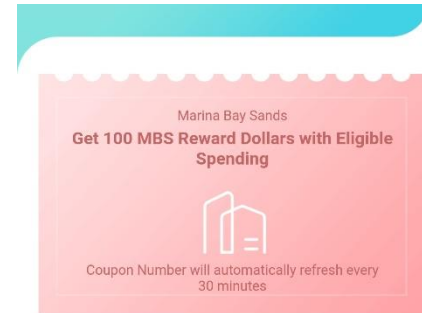 Marina Bay Sands
Get 100 MBS Reward Dollars with Eligible
Spending
Coupon Number will automatically refresh every
30 minutes